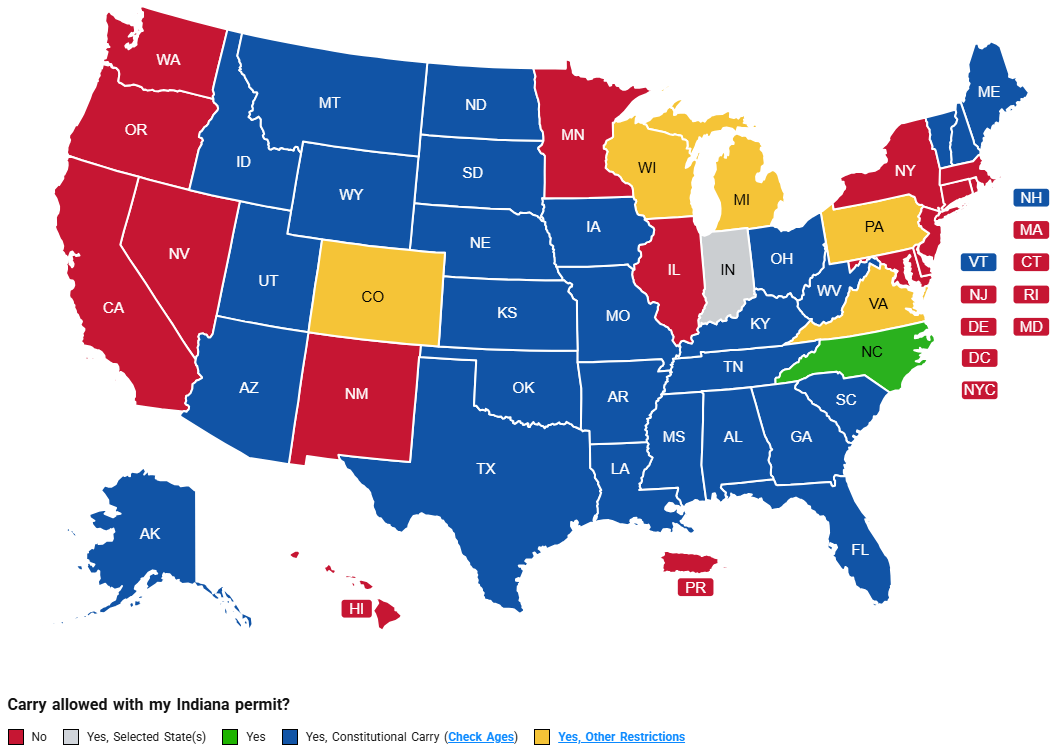 WA
MT
ND
MN
ME
OR
ID
SD
WI
NY
WY
MI
NH
IA
PA
MA
NV
NE
IL
IN
OH
VT
CT
UT
CO
WV
NJ
RI
CA
KS
MO
VA
KY
DE
MD
NC
DC
TN
AZ
NM
OK
AR
SC
NYC
MS
AL
GA
TX
LA
AK
FL
PR
HI
Carry allowed with my Indiana permit?
No Yes, Selected State(s) Yes Yes, Constitutional Carry (Check Ages) Yes, Other Restrictions